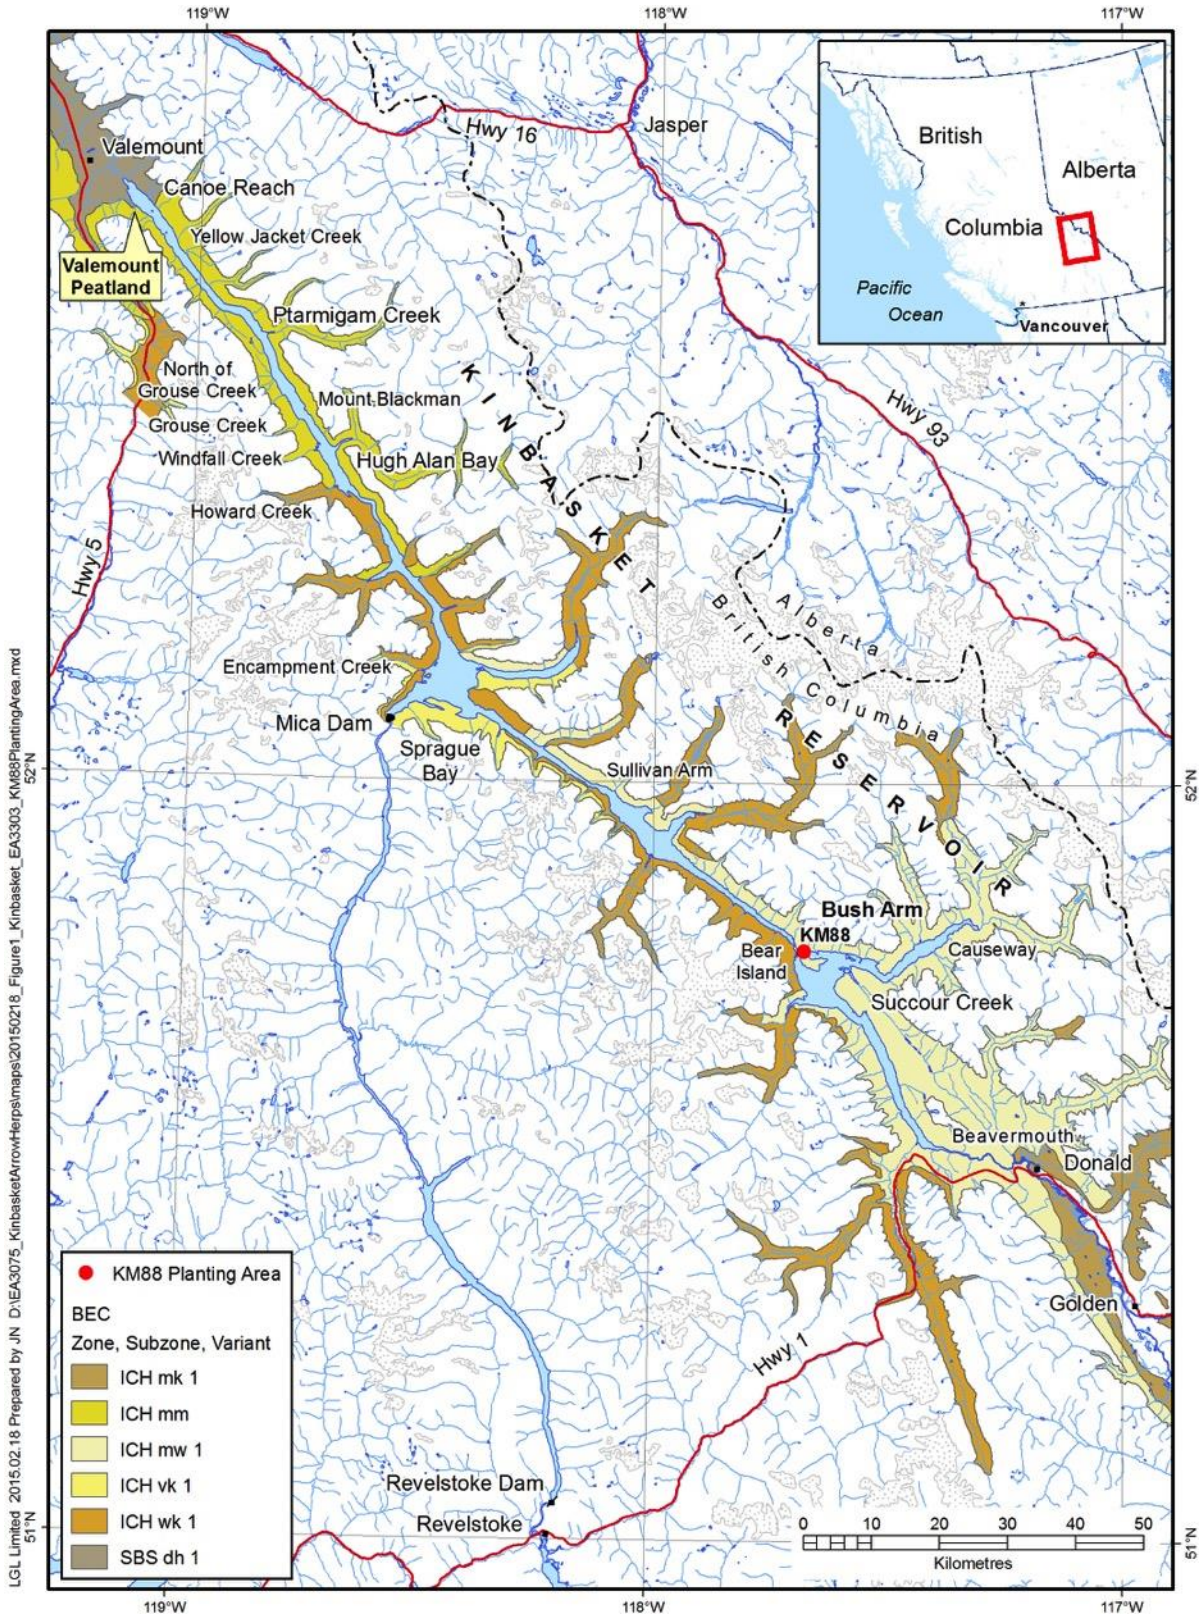 119°W
118°W
117°W
Hwy 16
Jasper
Valemount
Canoe Reach
Yellow Jacket Creek
Valemount
Peatland
Ptarmigam Creek
North of
Grouse Creek
Mount Blackman
Grouse Creek
Windfall Creek
Hugh Alan Bay
Howard Creek
Hwy 5
Hwy 93
KINBASKET
RESERVOIR
Alberta
British Columbia
British
Columbia
Alberta
Pacific
Ocean
Vancouver
Encampment Creek
Mica Dam
Sprague
Bay
Sullivan Arm
52°N
52°N
Bush Arm
KM88
Bear
Island
Causeway
Succour Creek
Beavermouth
Donald
Golden
Hwy 1
Revelstoke Dam
Revelstoke
51°N
51°N
KM88 Planting Area
BEC
Zone, Subzone, Variant
ICH mk 1
ICH mm
ICH mw 1
ICH vk 1
ICH wk 1
SBS dh 1
0 10 20 30 40 50
Kilometres
119°W
118°W
117°W
LGL Limited 2015.02.18 Prepared by JN D:\EA3075_KinbasketArrowHerps\maps\20150218_Figure1_Kinbasket_EA3303_KM88PlantingArea.mxd